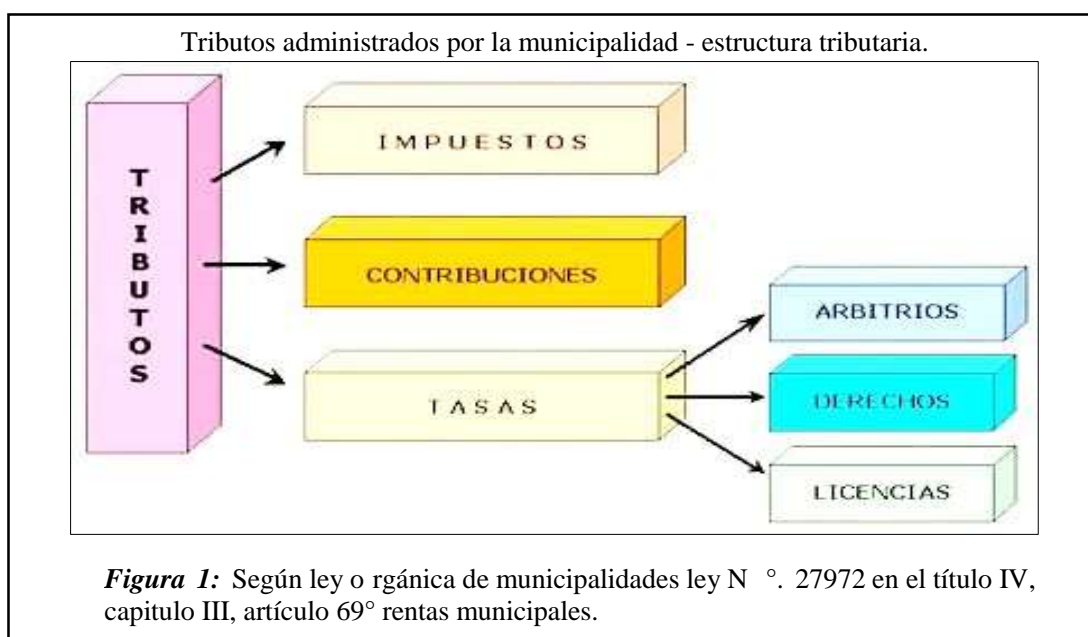 Tributos administrados por la municipalidad - estructura tributaria.
TRIBUTOS
IMPUESTOS
CONTRIBUCIONES
TASAS
ARBITRIOS
DERECHOS
LICENCIAS
Figura 1: Según ley o rgánica de municipalidades ley N °. 27972 en el título IV,
capitulo III, artículo 69° rentas municipales.